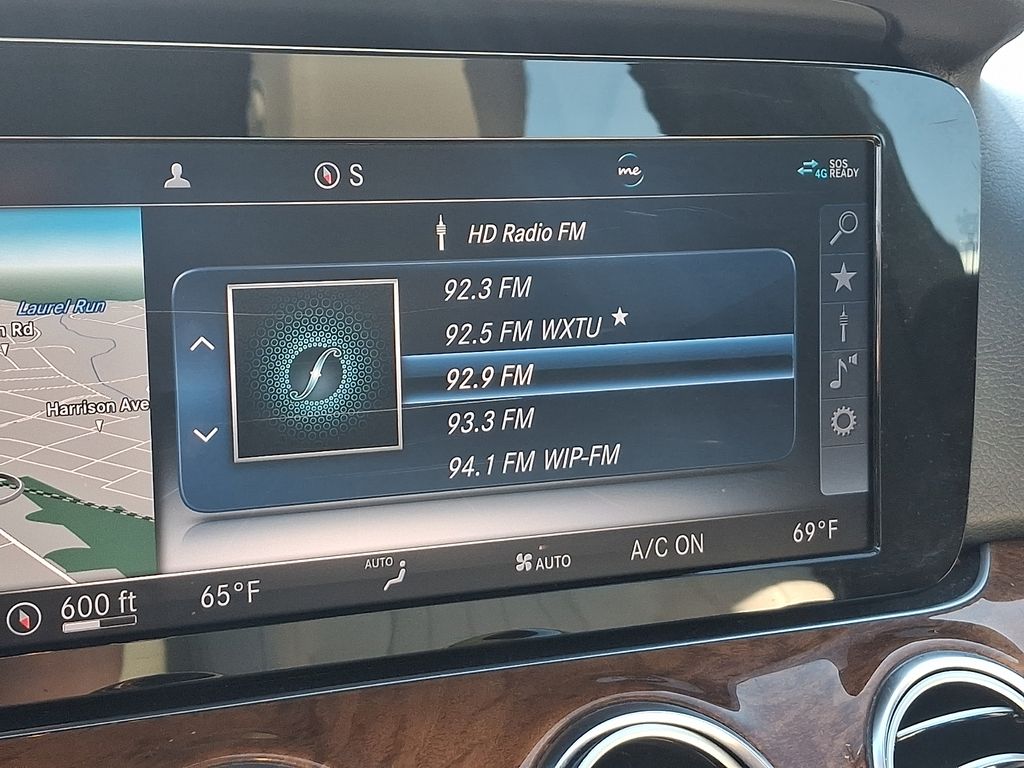 S
me
4G
SOS
READY
HD Radio FM
Laurel Run
Rd
Harrison Ave
92.3 FM
92.5 FM WXTU
92.9 FM
93.3 FM
94.1 FM WIP-FM
600 ft
65°F
AUTO
AUTO
A/C ON
69°F